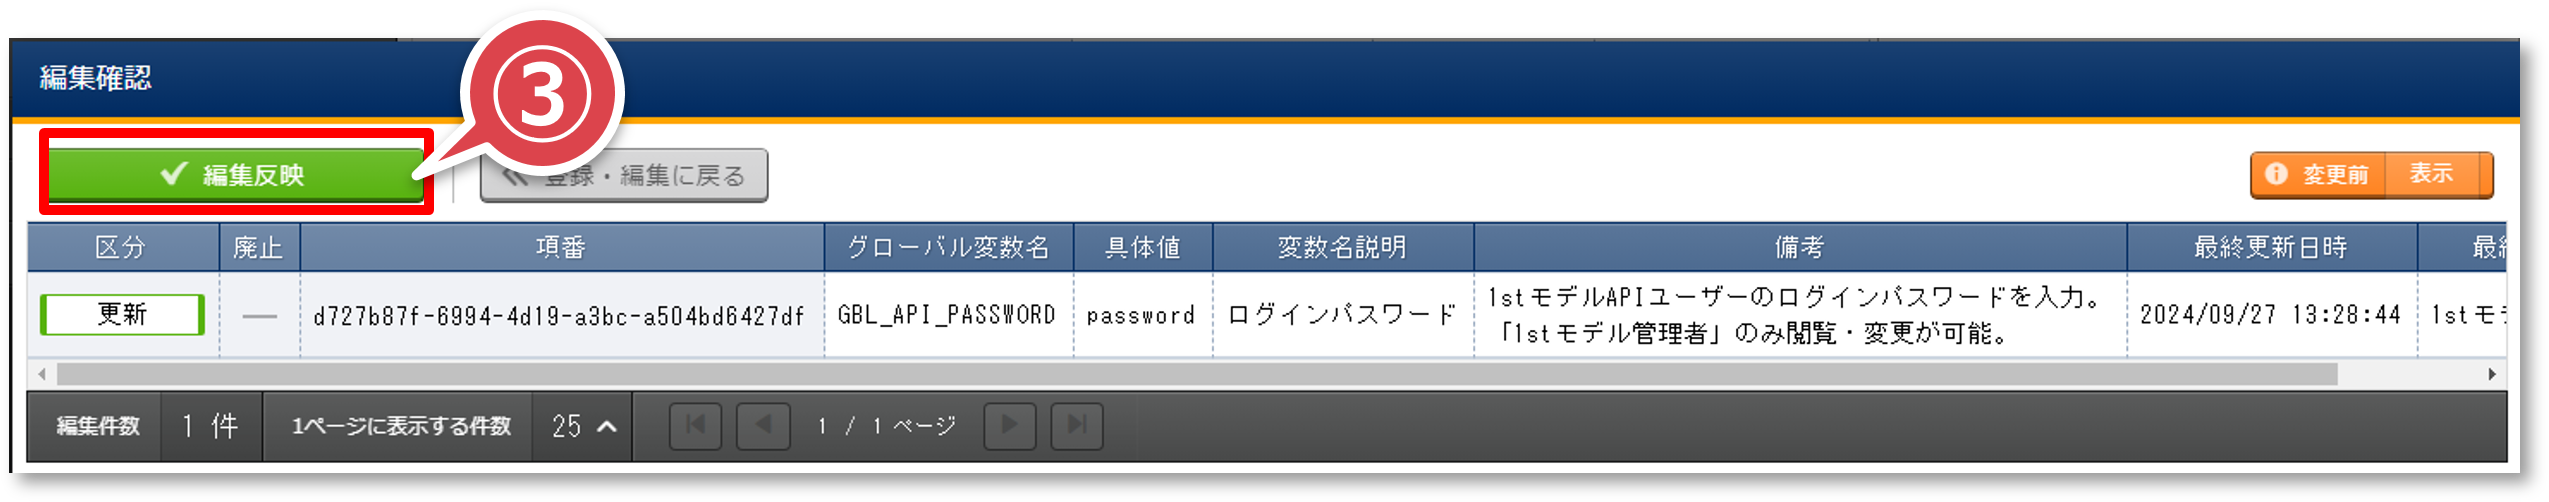 編集確認
③
編集反映
登録・編集に戻る
変更前 表示
区分 廃止 項番 グローバル変数名 具体値 変数名説明 備考 最終更新日時 最終
更新 — d727b87f-6994-4d19-a3bc-a504bd6427df GBL_API_PASSWORD password ログインパスワード 1stモデルAPIユーザーのログインパスワードを入力。 2024/09/27 13:28:44 1stモデ
「1stモデル管理者」のみ閲覧・変更が可能。
編集件数 1 件 1ページに表示する件数 25 1 / 1 ページ